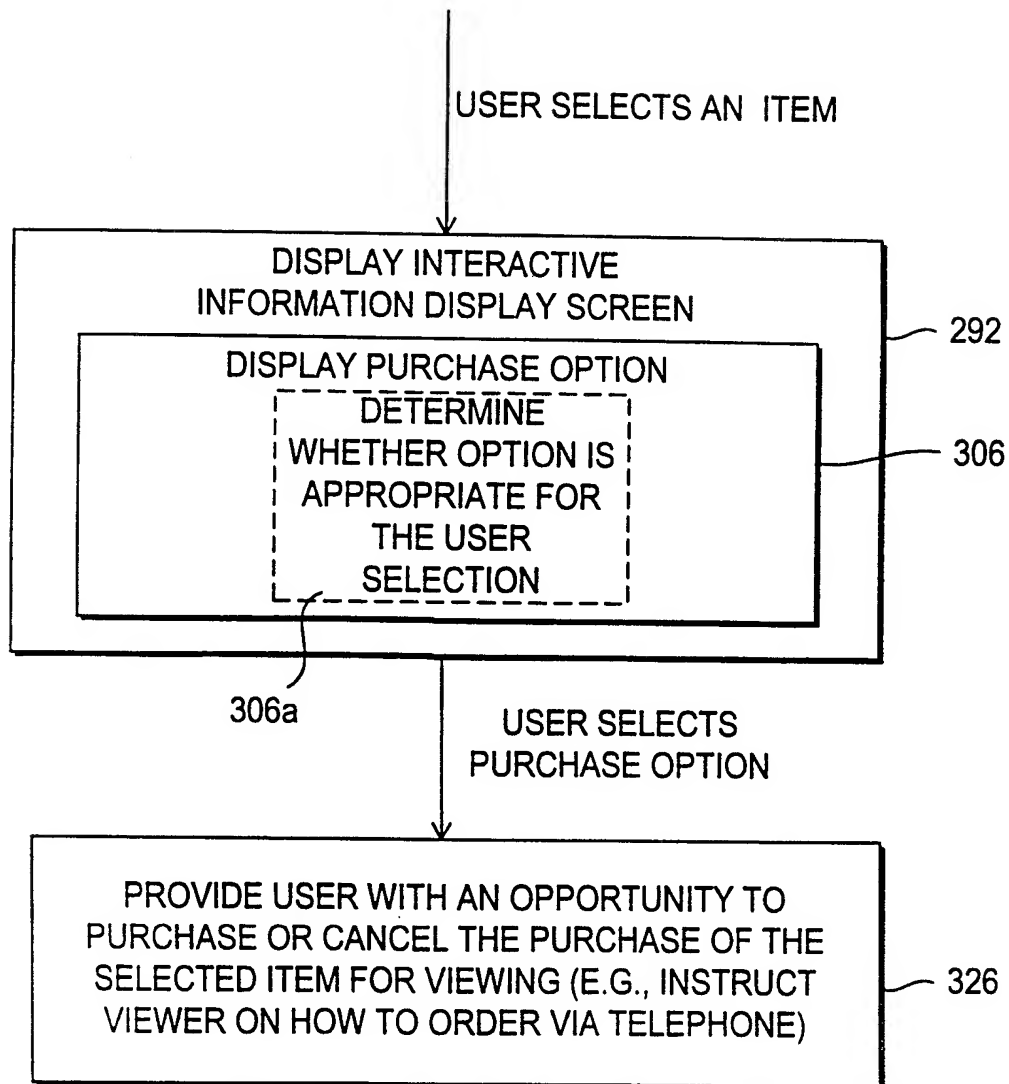 USER SELECTS AN ITEM
DISPLAY INTERACTIVE
INFORMATION DISPLAY SCREEN
292
DISPLAY PURCHASE OPTION
DETERMINE
WHETHER OPTION IS
APPROPRIATE FOR
THE USER
SELECTION
306
306a
USER SELECTS
PURCHASE OPTION
PROVIDE USER WITH AN OPPORTUNITY TO
PURCHASE OR CANCEL THE PURCHASE OF THE
SELECTED ITEM FOR VIEWING (E.G., INSTRUCT
VIEWER ON HOW TO ORDER VIA TELEPHONE)
326